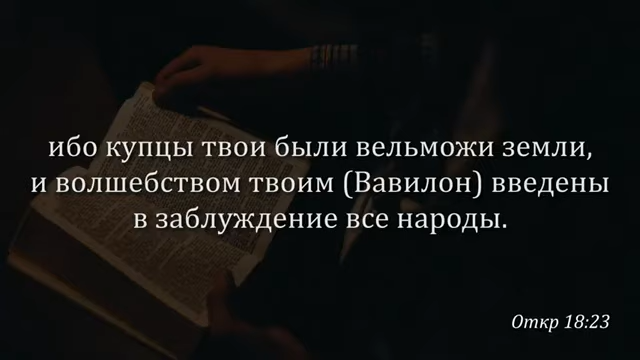 ибо купцы твои были вельможи земли,
и волшебством твоим (Вавилон) введены
в заблуждение все народы.
Откр 18:23